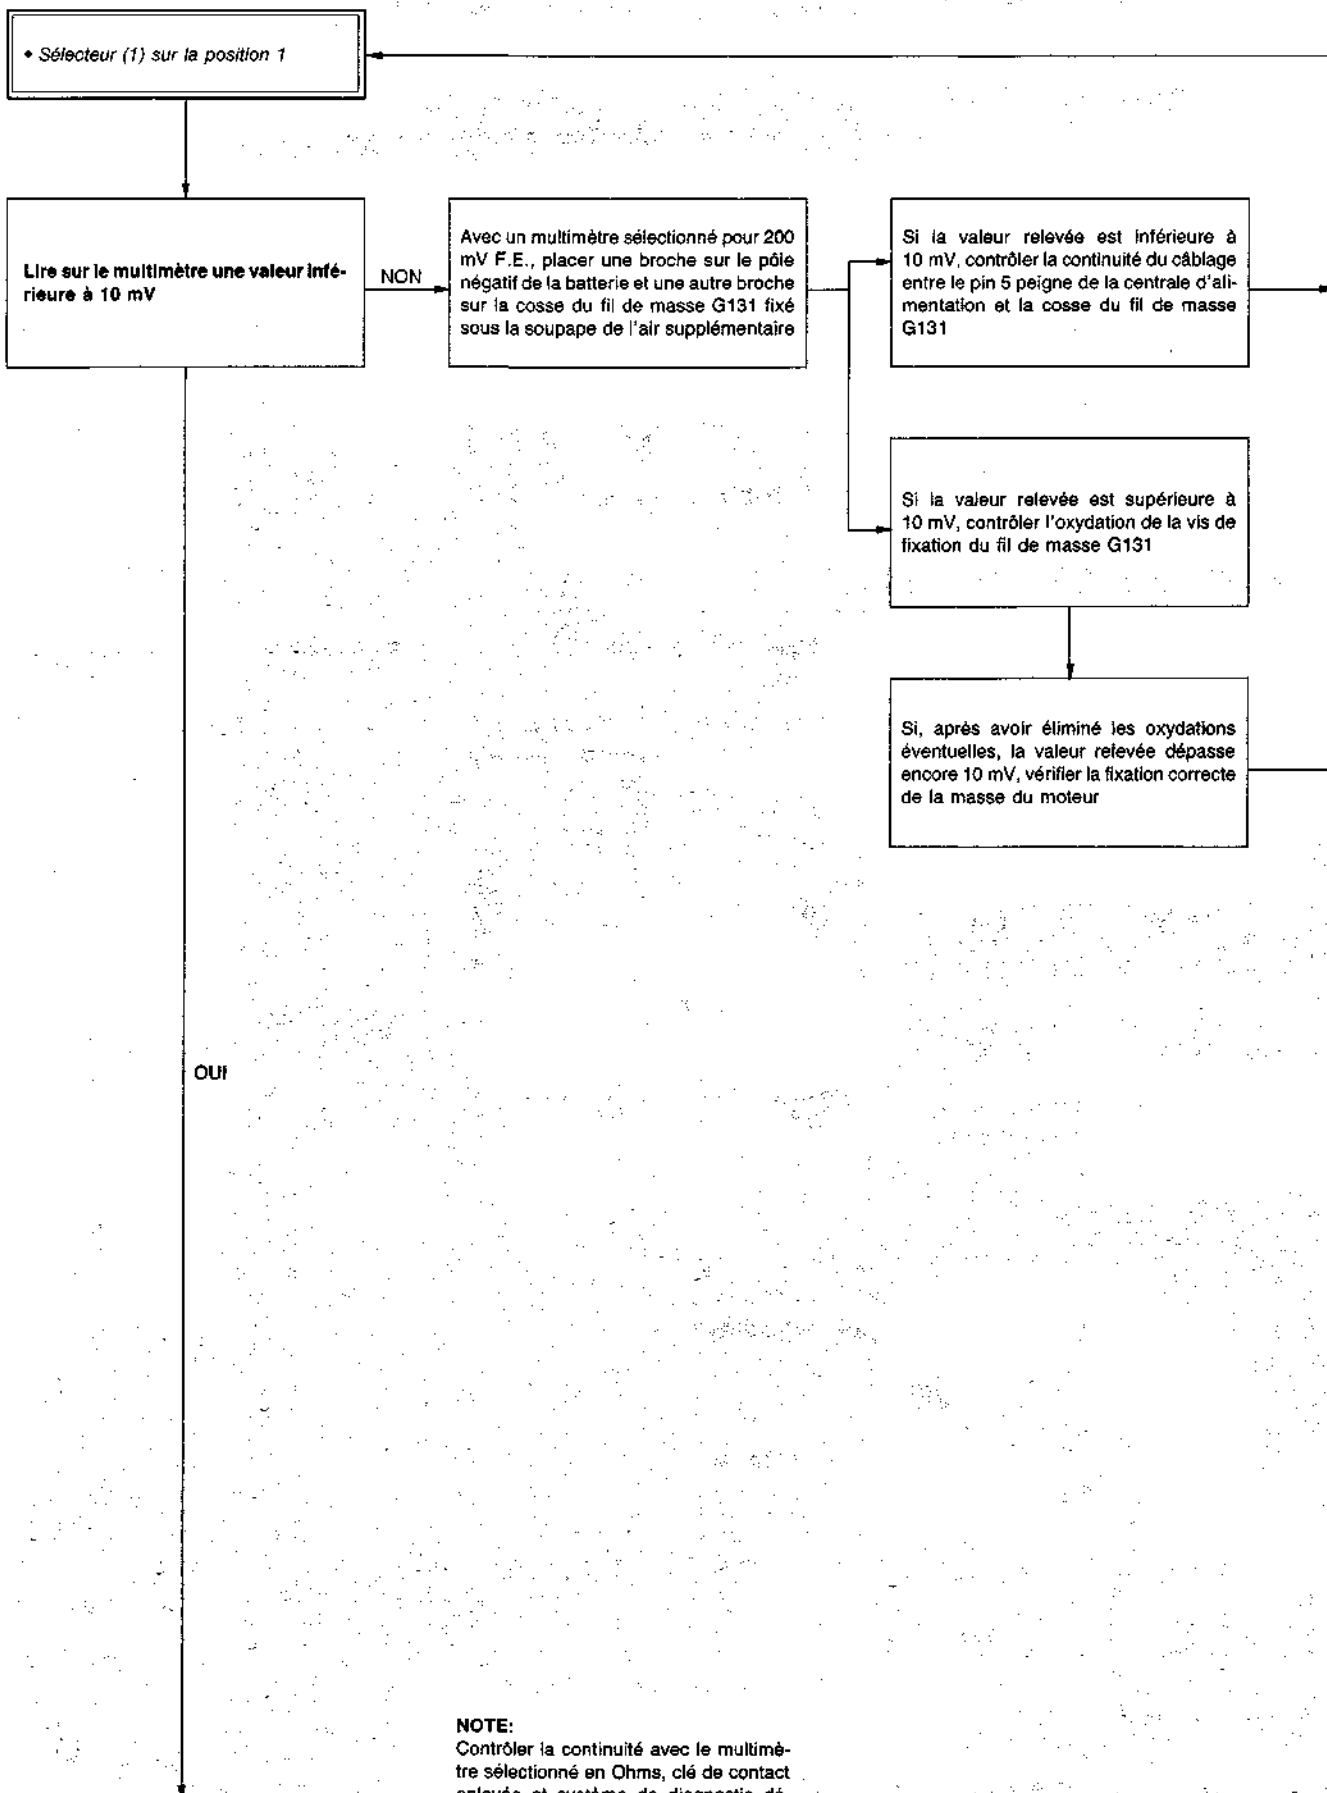 • Sélecteur (1) sur la position 1
Lire sur le multimètre une valeur infé-
rieure à 10 mV
NON
Avec un multimètre sélectionné pour 200
mV F.E., placer une broche sur le pôle
négatif de la batterie et une autre broche
sur la cosse du fil de masse G131 fixé
sous la soupape de l'air supplémentaire
Si la valeur relevée est inférieure à
10 mV, contrôler la continuité du câblage
entre le pin 5 peigne de la centrale d'ali-
mentation et la cosse du fil de masse
G131
Si la valeur relevée est supérieure à
10 mV, contrôler l'oxydation de la vis de
fixation du fil de masse G131
Si, après avoir éliminé les oxydations
éventuelles, la valeur relevée dépasse
encore 10 mV, vérifier la fixation correcte
de la masse du moteur
OUI
NOTE:
Contrôler la continuité avec le multimè-
tre sélectionné en Ohms, clé de contact
enlevée et système de diagnostic dé-